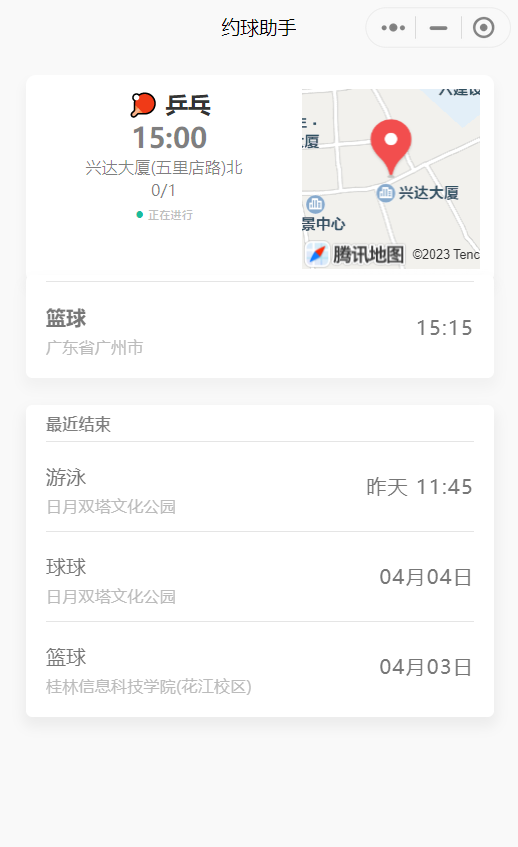 约球助手
乒乓
15:00
兴达大厦(五里店路)北
0/1
正在进行
兴建设
厦
兴达大厦
景中心
腾讯地图
©2023 Tenc
篮球
广东省广州市
15:15
最近结束
游泳
日月双塔文化公园
昨天 11:45
球球
日月双塔文化公园
04月04日
篮球
桂林信息科技学院(花江校区)
04月03日